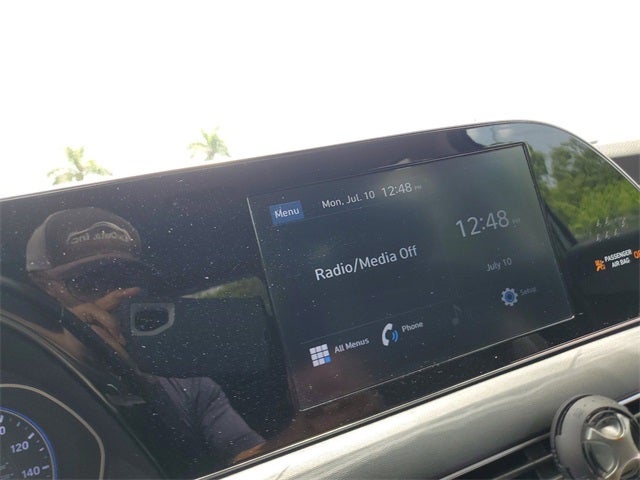 Menu
Mon, Jul. 10 12:48 PM
12:48 PM
Radio/Media Off
July 10
All Menus
Phone
Setup
PASSENGER
AIR BAG
120
140